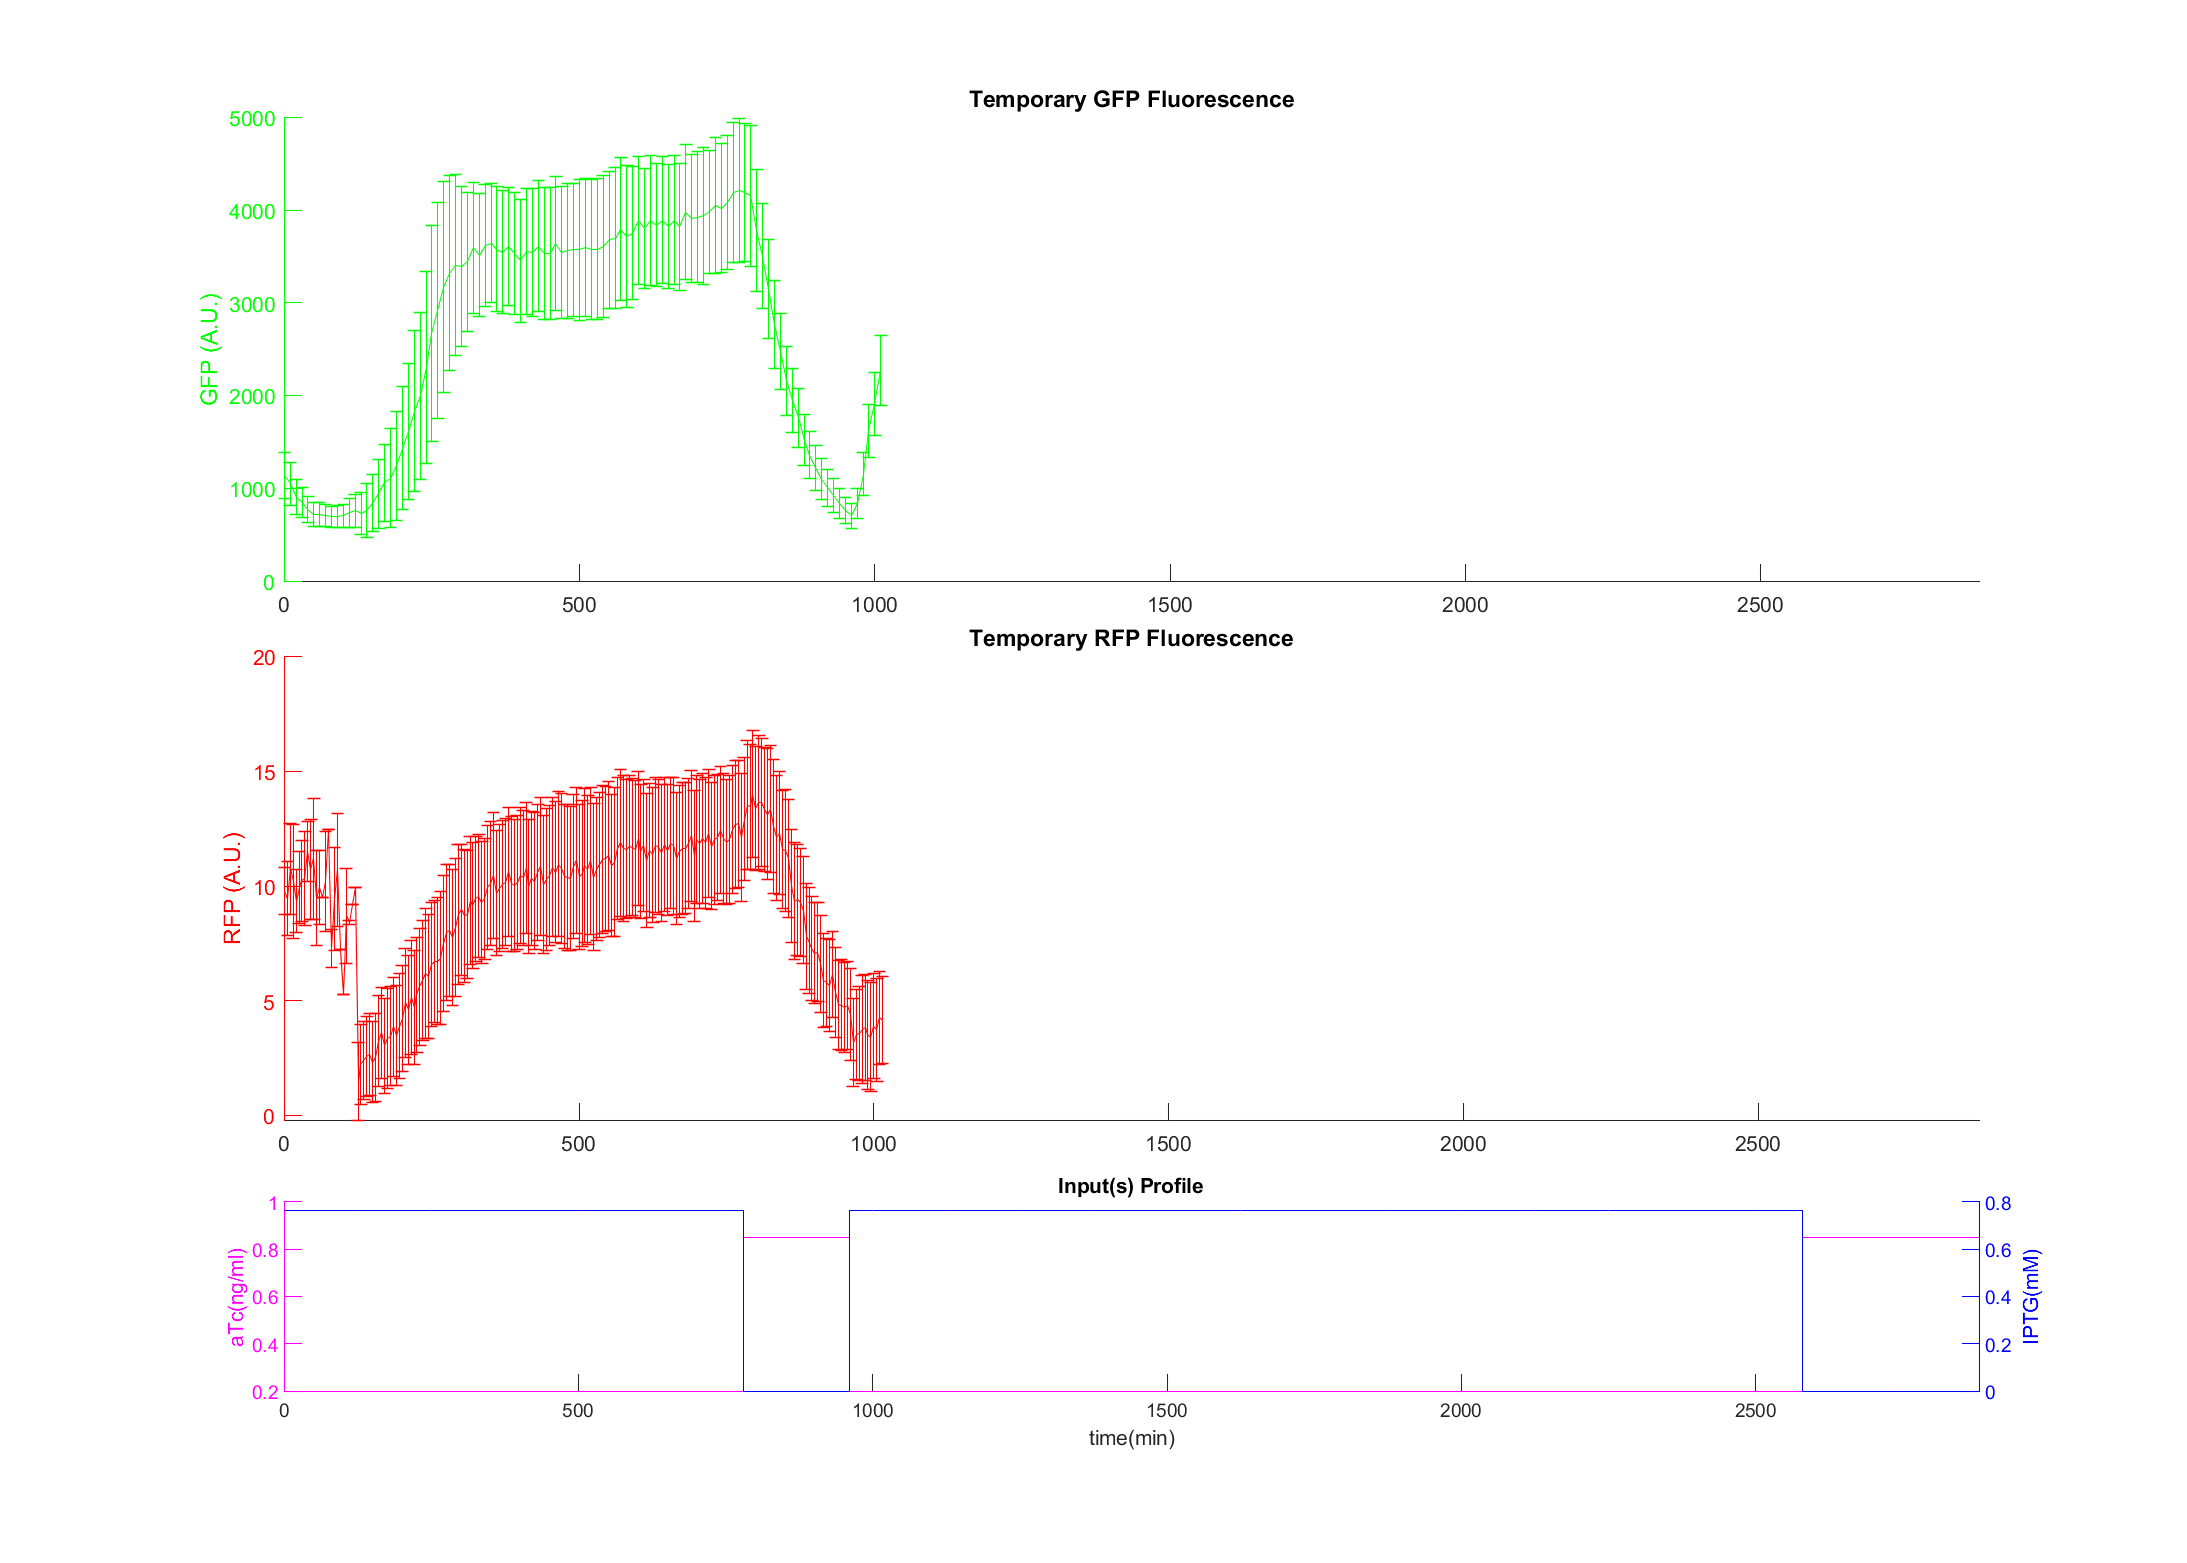 Temporary GFP Fluorescence
5000
4000
3000
2000
1000
0
GFP (A.U.)
0 500 1000 1500 2000 2500
Temporary RFP Fluorescence
20
15
10
5
0
RFP (A.U.)
0 500 1000 1500 2000 2500
Input(s) Profile
1
0.8
0.6
0.4
0.2
aTc(ng/ml)
0.8
0.6
0.4
0.2
0
IPTG(mM)
0 500 1000 1500 2000 2500
time(min)